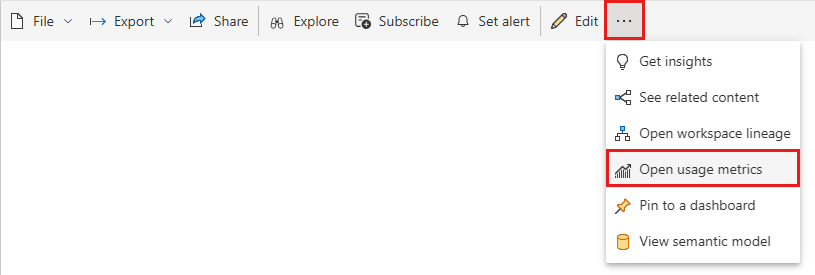 File Export Share Explore Subscribe Set alert Edit ...
Get insights
See related content
Open workspace lineage
Open usage metrics
Pin to a dashboard
View semantic model